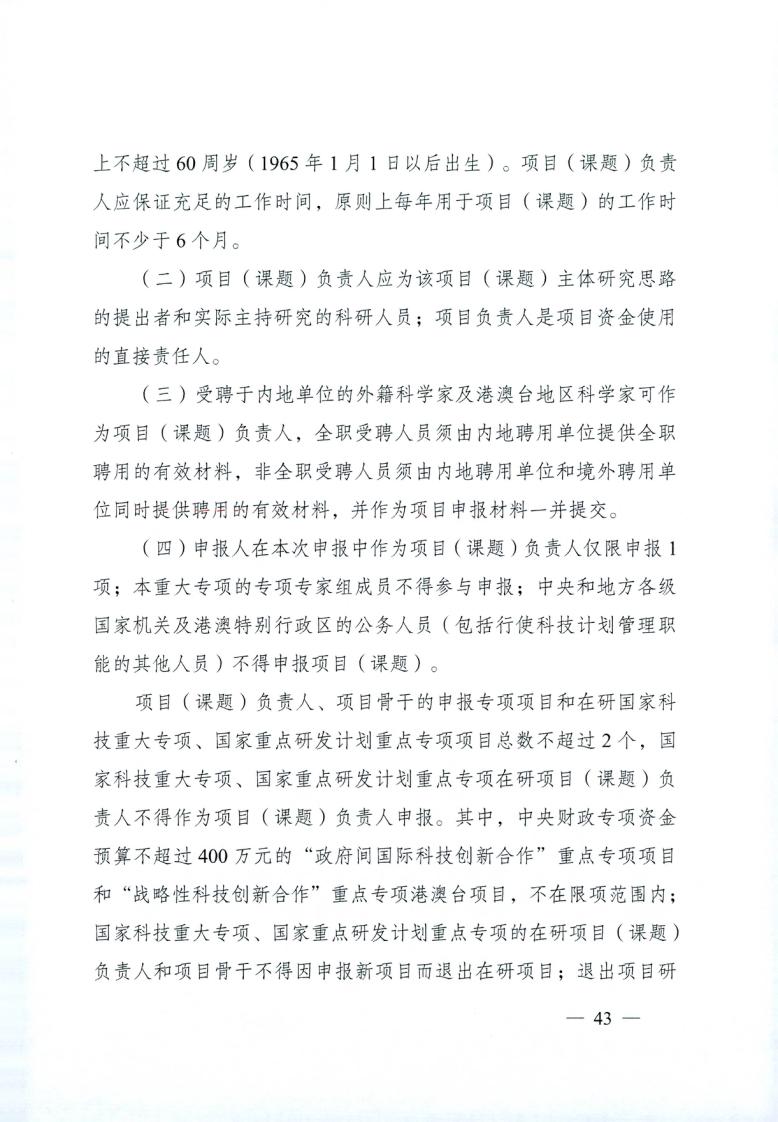 上不超过 60 周岁（1965 年 1 月 1 日以后出生）。项目（课题）负责
人应保证充足的工作时间，原则上每年用于项目（课题）的工作时
间不少于 6 个月。
（二）项目（课题）负责人应为该项目（课题）主体研究思路
的提出者和实际主持研究的科研人员；项目负责人是项目资金使用
的直接责任人。
（三）受聘于内地单位的外籍科学家及港澳台地区科学家可作
为项目（课题）负责人，全职受聘人员须由内地聘用单位提供全职
聘用的有效材料，非全职受聘人员须由内地聘用单位和境外聘用单
位同时提供聘用的有效材料，并作为项目申报材料一并提交。
（四）申报人在本次申报中作为项目（课题）负责人仅限申报 1
项；本重大专项的专项专家组成员不得参与申报；中央和地方各级
国家机关及港澳特别行政区的公务人员（包括行使科技计划管理职
能的其他人员）不得申报项目（课题）。
项目（课题）负责人、项目骨干的申报专项项目和在研国家科
技重大专项、国家重点研发计划重点专项项目总数不超过 2 个，国
家科技重大专项、国家重点研发计划重点专项在研项目（课题）负
责人不得作为项目（课题）负责人申报。其中，中央财政专项资金
预算不超过 400 万元的“政府间国际科技创新合作”重点专项项目
和“战略性科技创新合作”重点专项港澳台项目，不在限项范围内；
国家科技重大专项、国家重点研发计划重点专项的在研项目（课题）
负责人和项目骨干不得因申报新项目而退出在研项目；退出项目研
— 43 —